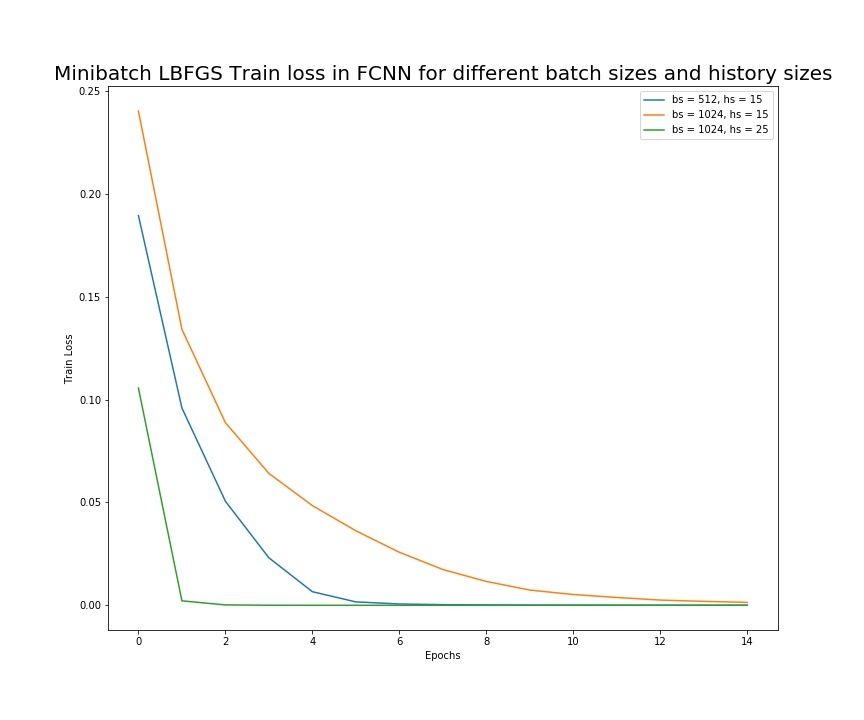 Minibatch LBFGS Train loss in FCNN for different batch sizes and history sizes
bs = 512, hs = 15
bs = 1024, hs = 15
bs = 1024, hs = 25
0.25
0.20
0.15
0.10
0.05
0.00
Train Loss
0 2 4 6 8 10 12 14
Epochs